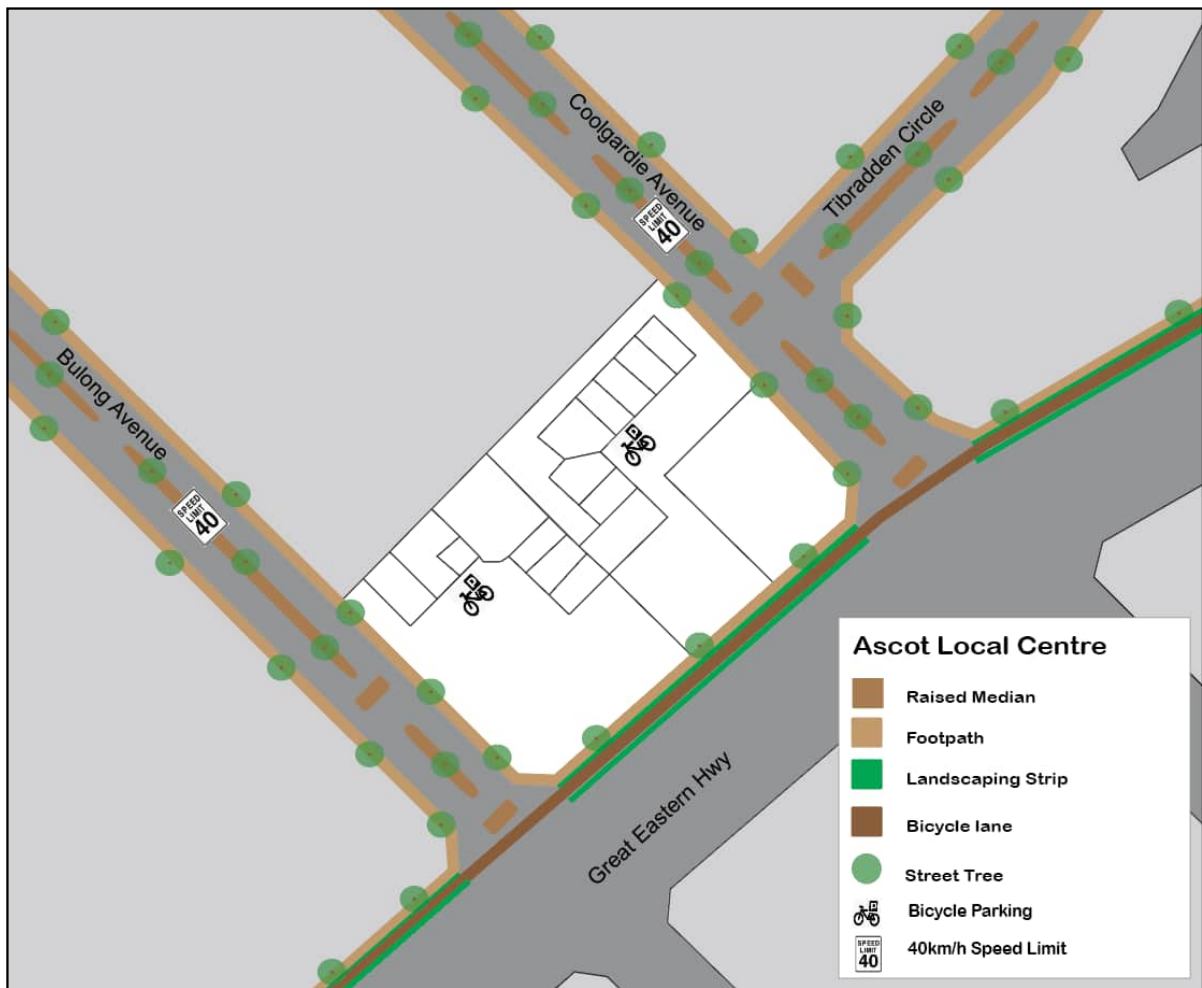 Coolgardie Avenue
Tibradden Circle
SPEED
LIMIT
40
Bulong Avenue
SPEED
LIMIT
40
Great Eastern Hwy
Ascot Local Centre
Raised Median
Footpath
Landscaping Strip
Bicycle lane
Street Tree
Bicycle Parking
SPEED
LIMIT
40
40km/h Speed Limit